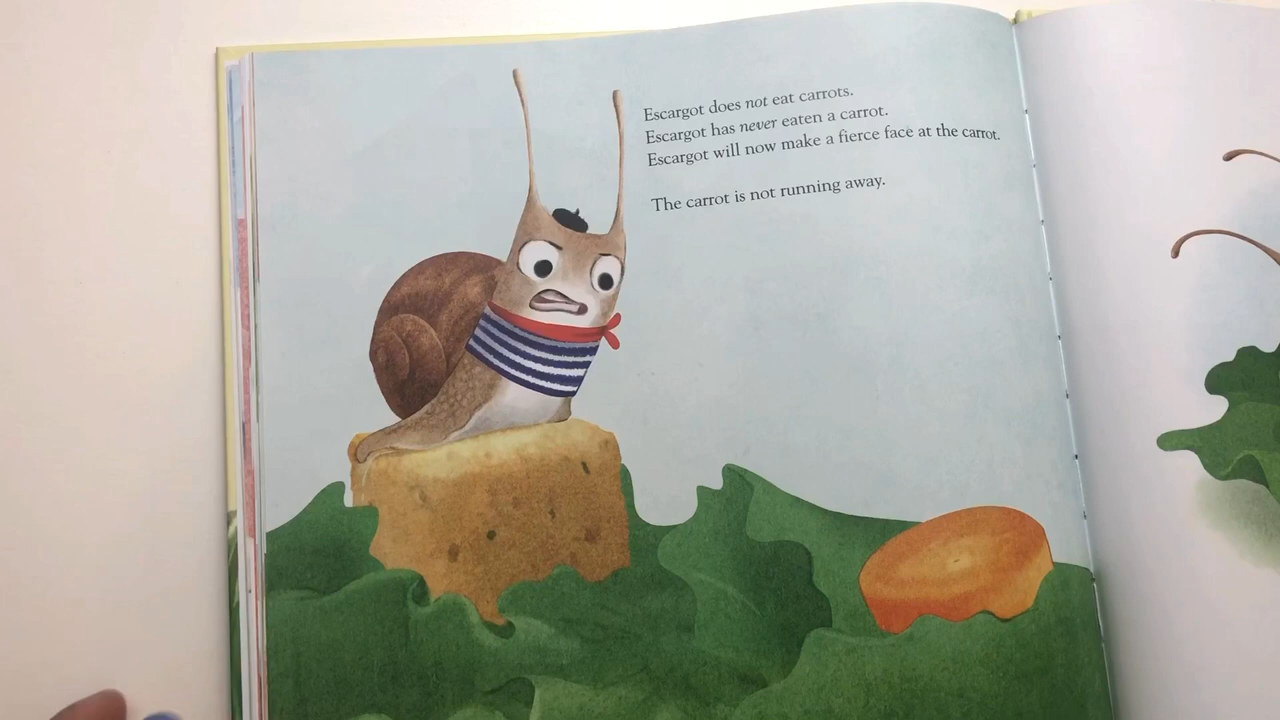 Escargot does not eat carrots.
Escargot has never eaten a carrot.
Escargot will now make a fierce face at the carrot.
The carrot is not running away.